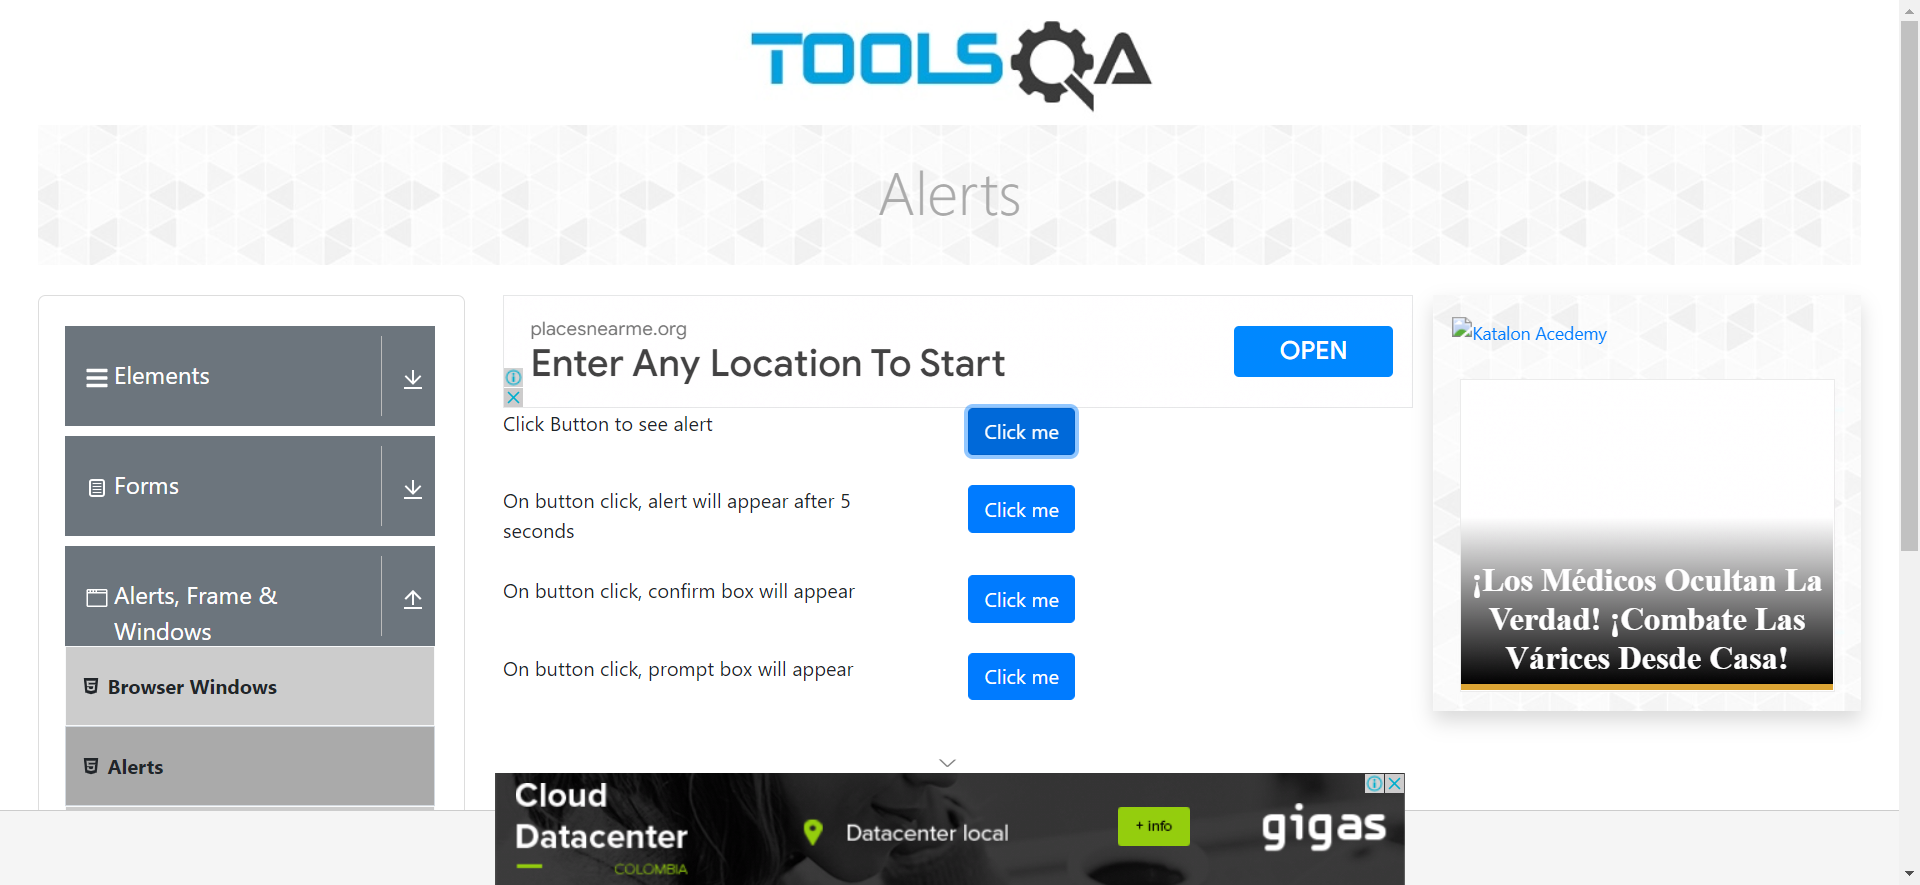 TOOLSQA
Alerts
Elements
Forms
Alerts, Frame &
Windows
Browser Windows
Alerts
placesnearme.org
Enter Any Location To Start
OPEN
Click Button to see alert
Click me
On button click, alert will appear after 5
seconds
Click me
On button click, confirm box will appear
Click me
On button click, prompt box will appear
Click me
Katalon Acedemy
¡Los Médicos Ocultan La
Verdad! ¡Combate Las
Várices Desde Casa!
Cloud
Datacenter
COLOMBIA
Datacenter local
+ info
gigas